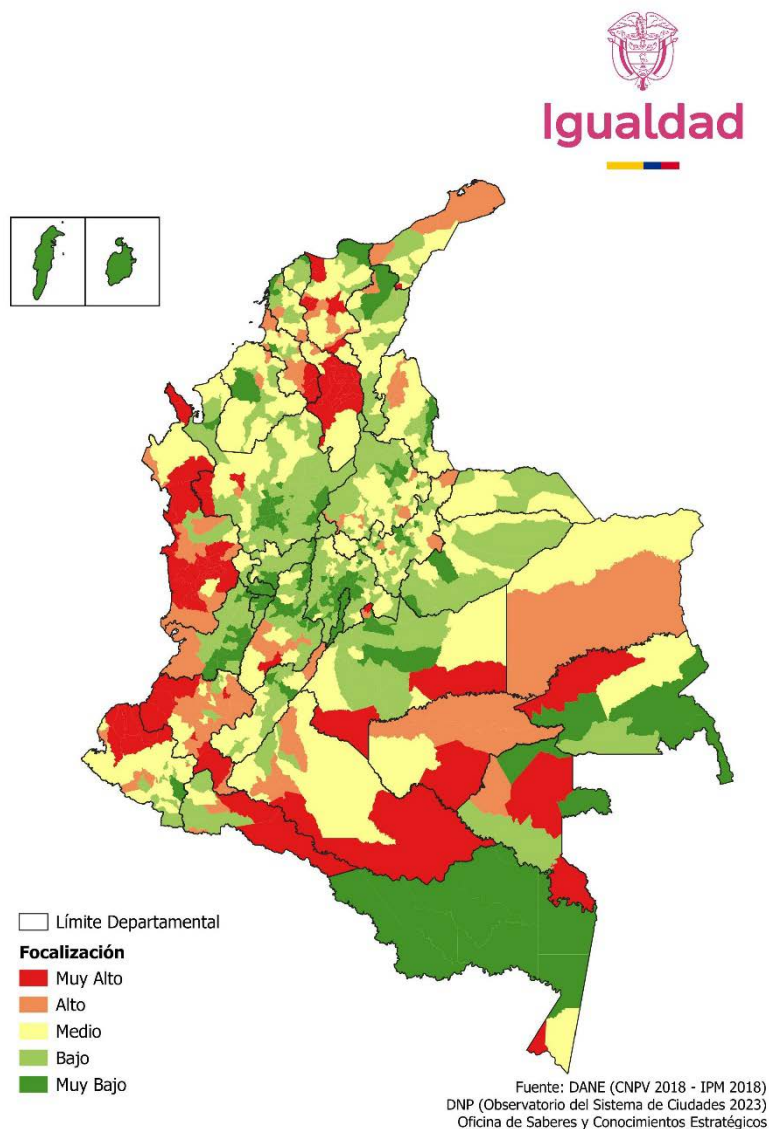 Igualdad
Límite Departamental
Focalización
Muy Alto
Alto
Medio
Bajo
Muy Bajo
Fuente: DANE (CNPV 2018 - IPM 2018)
DNP (Observatorio del Sistema de Ciudades 2023)
Oficina de Saberes y Conocimientos Estratégicos